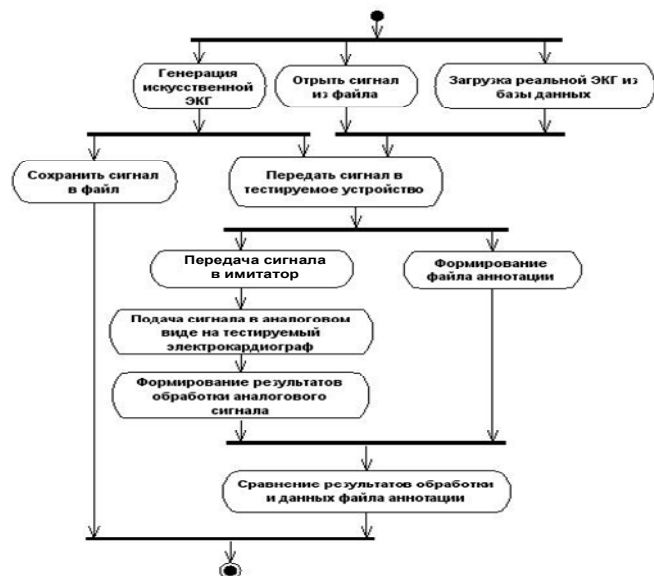 Генерация
искусственной
ЭКГ
Отрыть сигнал
из файла
Загрузка реальной ЭКГ из
базы данных
Сохранить сигнал
в файл
Передать сигнал в
тестируемое устройство
Передача сигнала
в имитатор
Формирование
файла аннотации
Подача сигнала в аналоговом
виде на тестируемый
электрокардиограф
Формирование результатов
обработки аналогового
сигнала
Сравнение результатов обработки
и данных файла аннотации